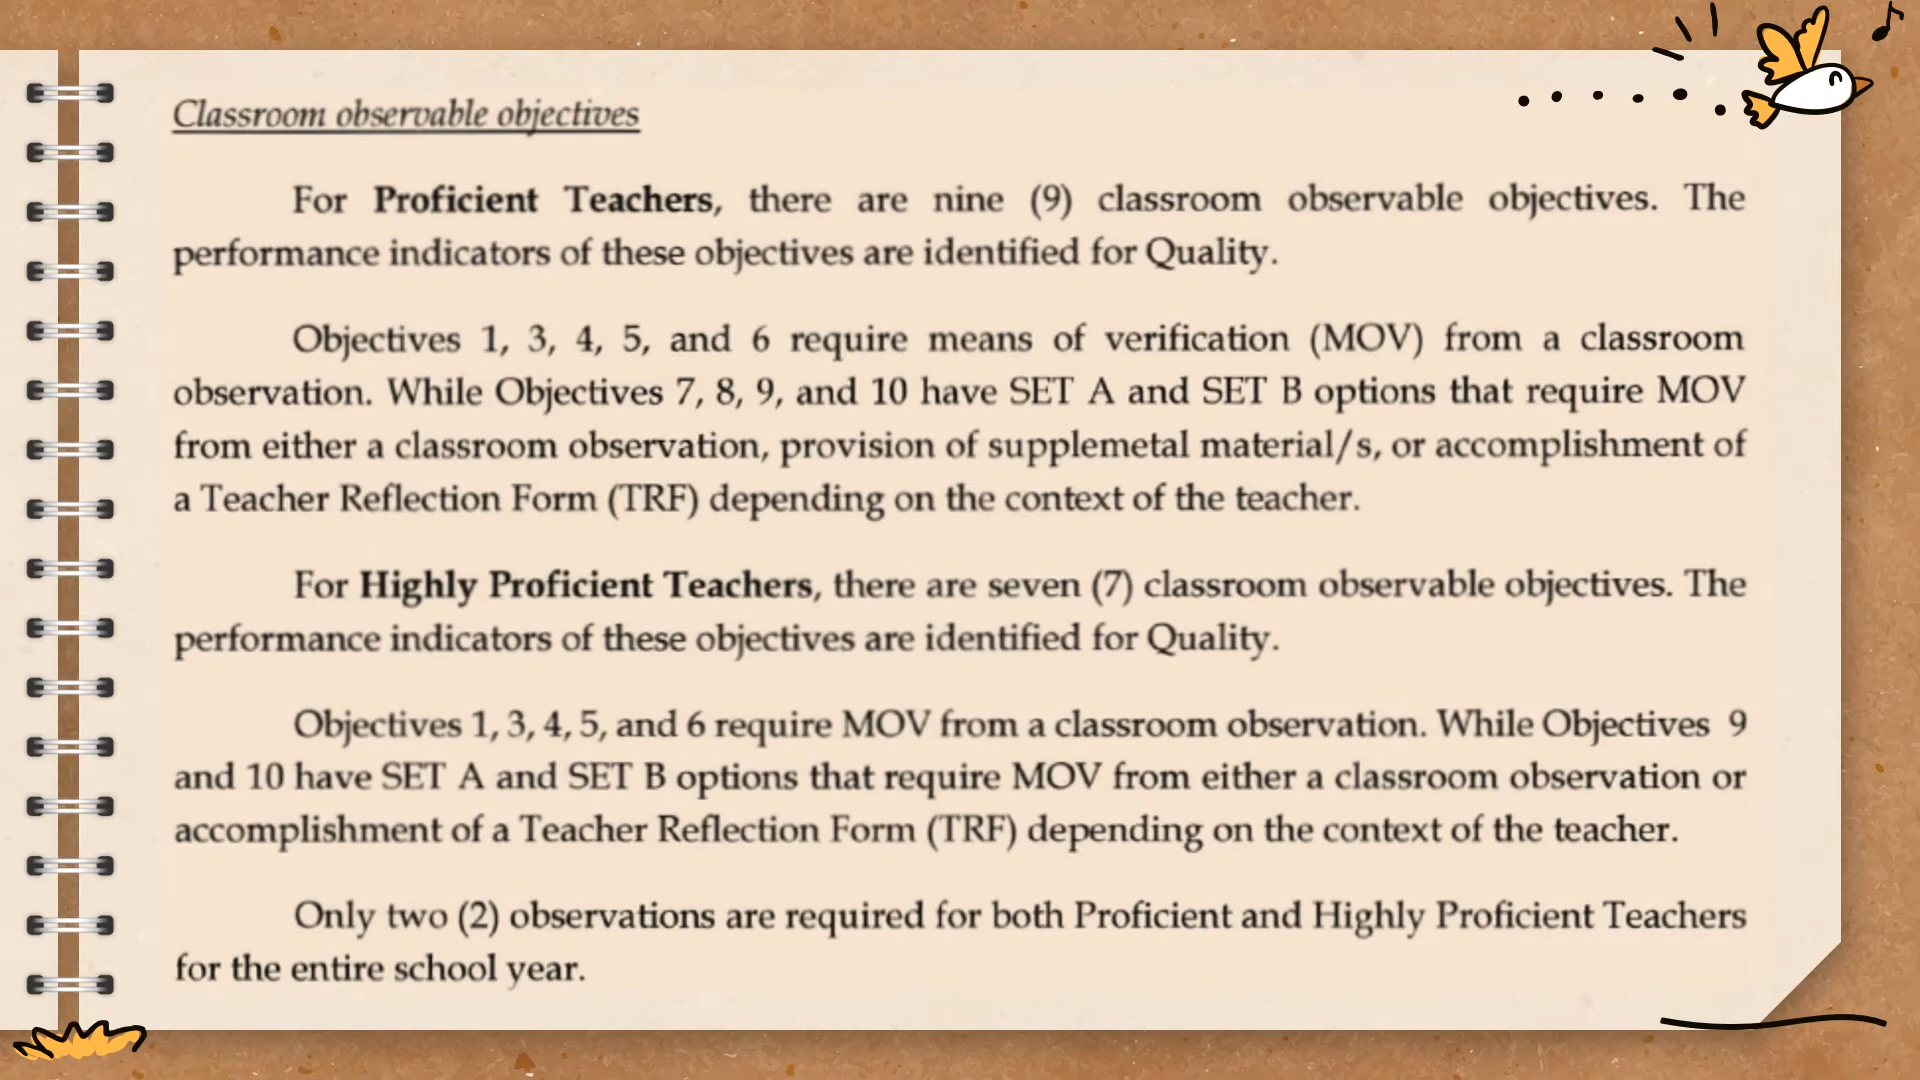 Classroom observable objectives
For Proficient Teachers, there are nine (9) classroom observable objectives. The
performance indicators of these objectives are identified for Quality.
Objectives 1, 3, 4, 5, and 6 require means of verification (MOV) from a classroom
observation. While Objectives 7, 8, 9, and 10 have SET A and SET B options that require MOV
from either a classroom observation, provision of supplemetal material/s, or accomplishment of
a Teacher Reflection Form (TRF) depending on the context of the teacher.
For Highly Proficient Teachers, there are seven (7) classroom observable objectives. The
performance indicators of these objectives are identified for Quality.
Objectives 1, 3, 4, 5, and 6 require MOV from a classroom observation. While Objectives 9
and 10 have SET A and SET B options that require MOV from either a classroom observation or
accomplishment of a Teacher Reflection Form (TRF) depending on the context of the teacher.
Only two (2) observations are required for both Proficient and Highly Proficient Teachers
for the entire school year.